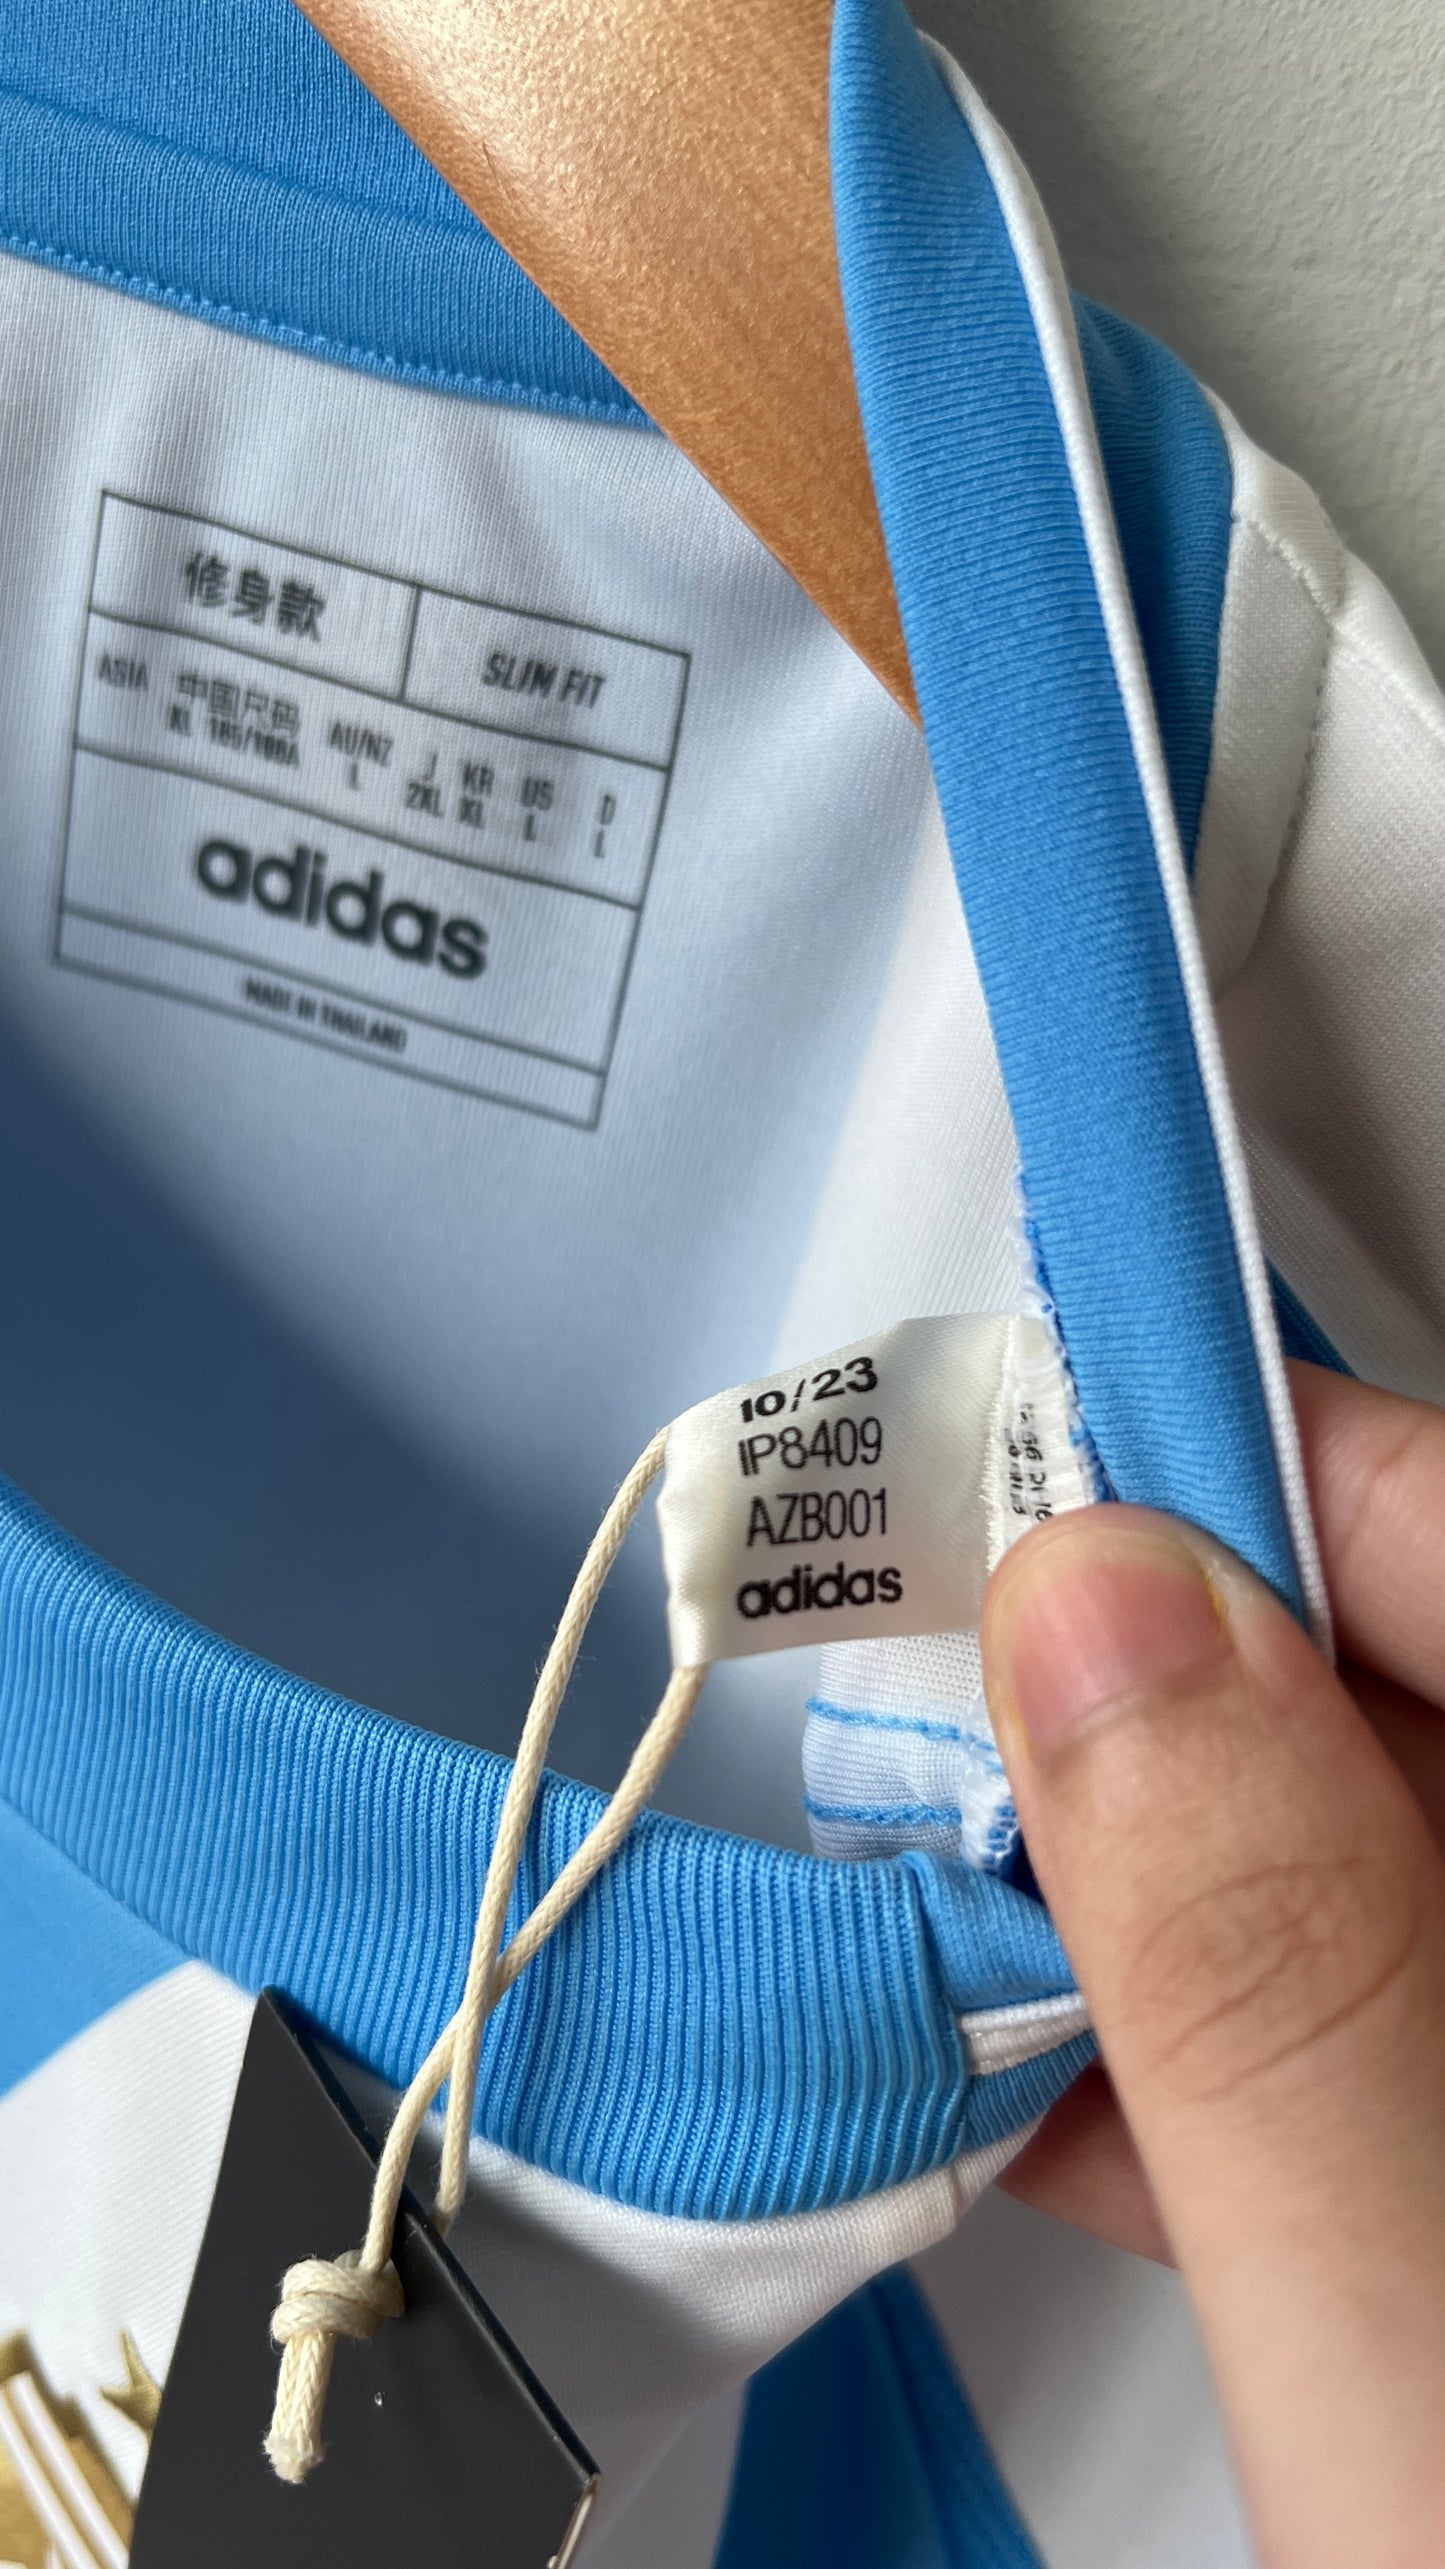 修身款 SLIM FIT
ASIA 中国尺码 AU/NZ J KR US D
XL 185/108A L 2XL XL L L
adidas
MADE IN THAILAND
10/23
IP8409
AZB001
adidas